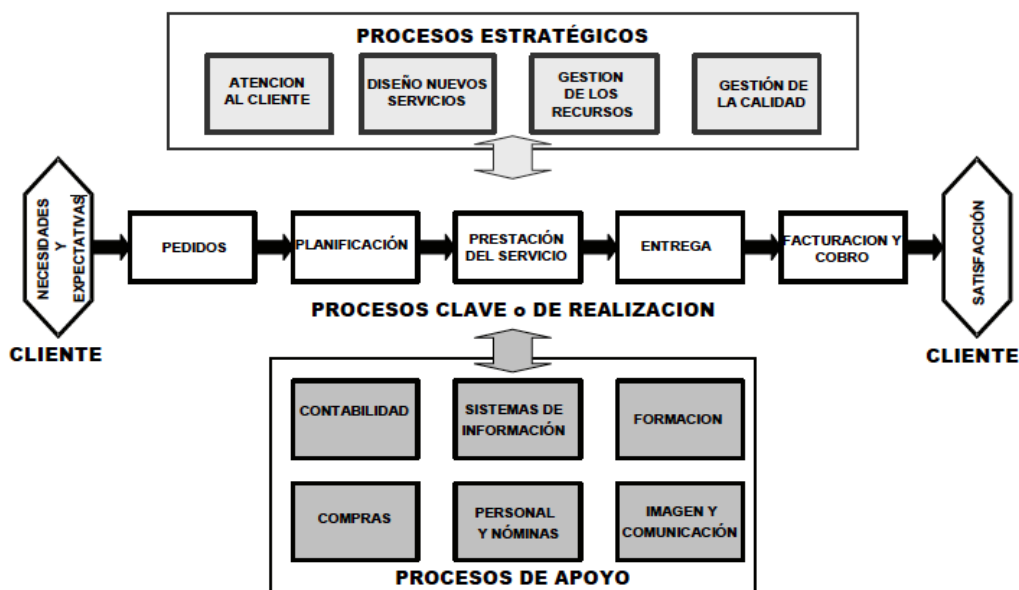 PROCESOS ESTRATÉGICOS
ATENCION
AL CLIENTE
DISEÑO NUEVOS
SERVICIOS
GESTION
DE LOS
RECURSOS
GESTIÓN DE
LA CALIDAD
NECESIDADES
Y
EXPECTATIVAS
CLIENTE
PEDIDOS
PLANIFICACIÓN
PRESTACIÓN
DEL SERVICIO
ENTREGA
FACTURACION Y
COBRO
SATISFACCIÓN
CLIENTE
PROCESOS CLAVE o DE REALIZACION
CONTABILIDAD
SISTEMAS DE
INFORMACIÓN
FORMACION
COMPRAS
PERSONAL
Y NÓMINAS
IMAGEN Y
COMUNICACIÓN
PROCESOS DE APOYO